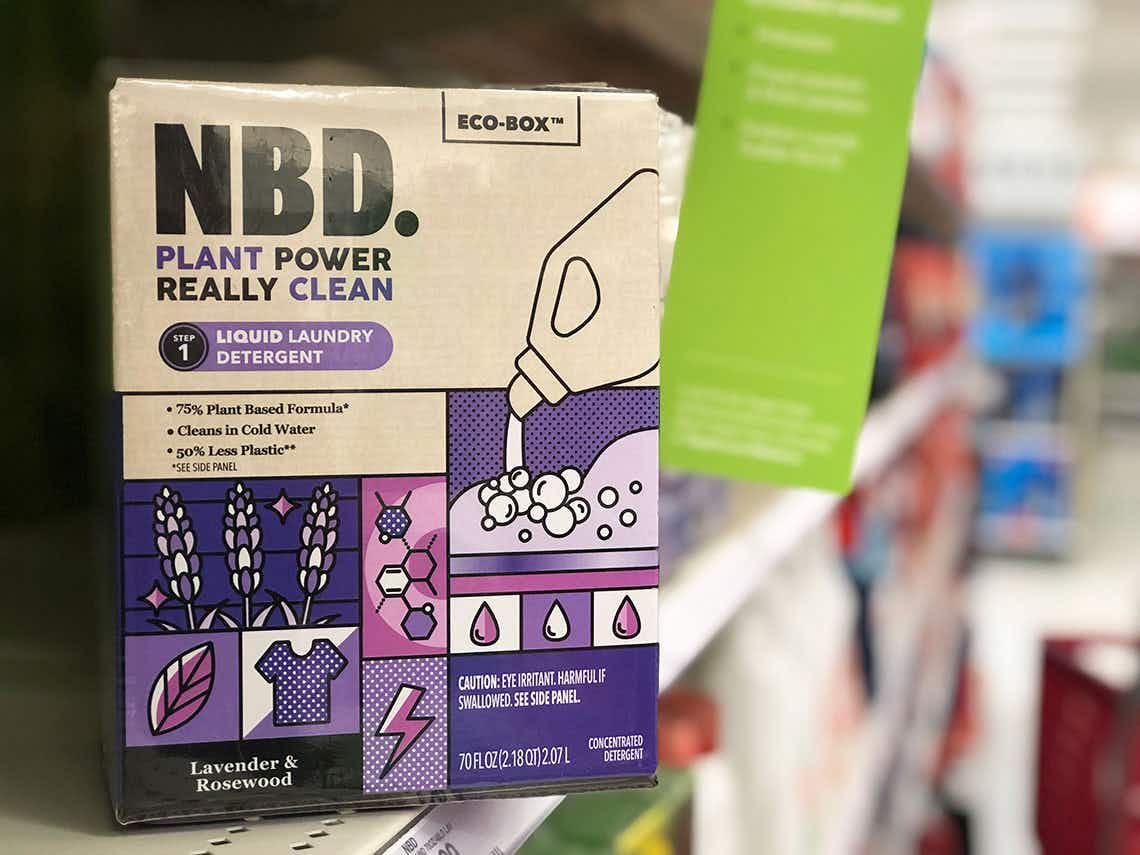 ECO-BOX™
NBD.
PLANT POWER
REALLY CLEAN
STEP
1
LIQUID LAUNDRY
DETERGENT
• 75% Plant Based Formula*
• Cleans in Cold Water
• 50% Less Plastic**
*SEE SIDE PANEL
CAUTION: EYE IRRITANT. HARMFUL IF
SWALLOWED. SEE SIDE PANEL.
70 FL OZ (2.18 QT) 2.07 L
CONCENTRATED
DETERGENT
Lavender &
Rosewood
NBD